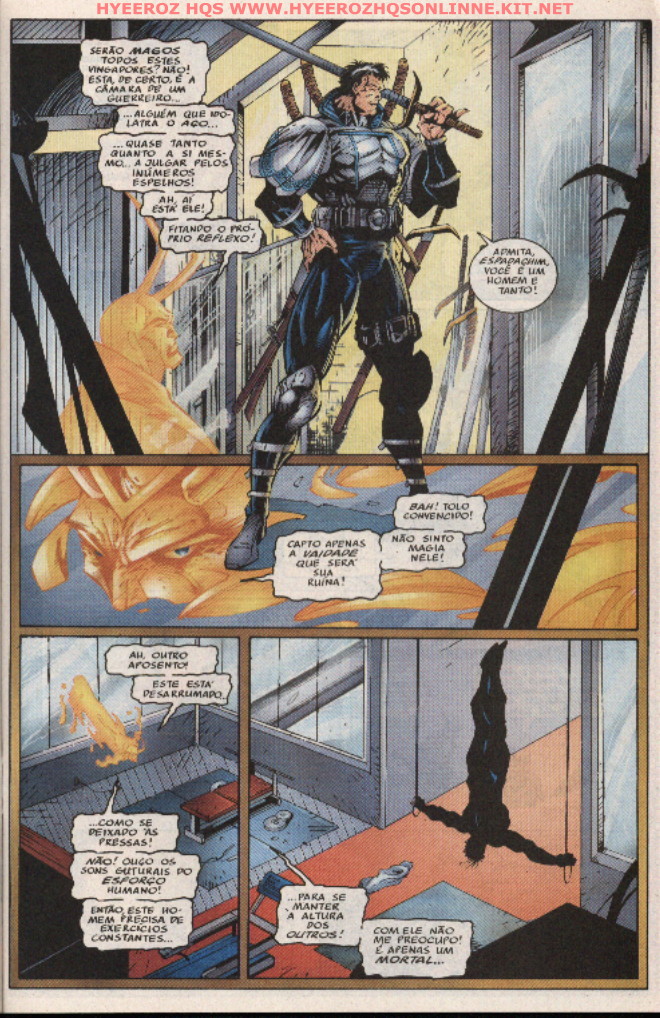 HYEEROZ HQS WWW.HYEEROZHQSONLINNE.KIT.NET
SERÃO MAGOS
TODOS ESTES
VINGADORES? NÃO!
ESTA, DE CERTO, É A
CÂMARA DE UM
GUERREIRO...
...ALGUÉM QUE IDO-
LATRA O AÇO...
...QUASE TANTO
QUANTO A SI MES-
MO... A JULGAR PELOS
INÚMEROS
ESPELHOS!
AH, AÍ
ESTÁ ELE!
FITANDO O PRÓ-
PRIO REFLEXO!
ADMITA,
ESPADACHIM,
VOCÊ É UM
HOMEM E
TANTO!
BAH! TOLO
CONVENCIDO!
NÃO SINTO
MAGIA
NELE!
CAPTO APENAS
A VAIDADE
QUE SERÁ
SUA
RUÍNA!
AH, OUTRO
APOSENTO!
ESTE ESTÁ
DESARRUMADO...
...COMO SE
DEIXADO ÀS
PRESSAS!
NÃO! OUÇO OS
SONS GUTURAIS DO
ESFORÇO
HUMANO!
ENTÃO, ESTE HO-
MEM PRECISA DE
EXERCÍCIOS
CONSTANTES...
...PARA SE
MANTER
À ALTURA
DOS
OUTROS!
COM ELE NÃO
ME PREOCUPO!
É APENAS UM
MORTAL...